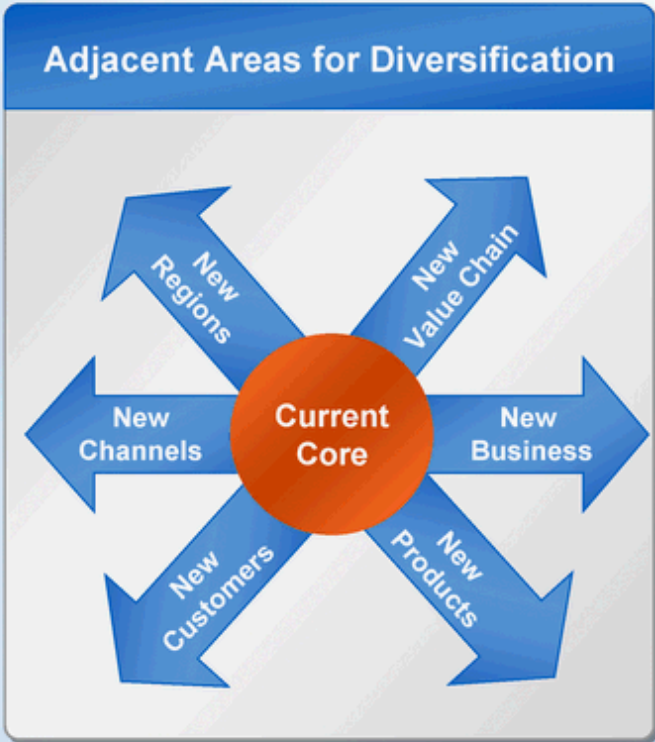 Adjacent Areas for Diversification
New
Regions
New
Value Chain
New
Channels
Current
Core
New
Business
New
Customers
New
Products